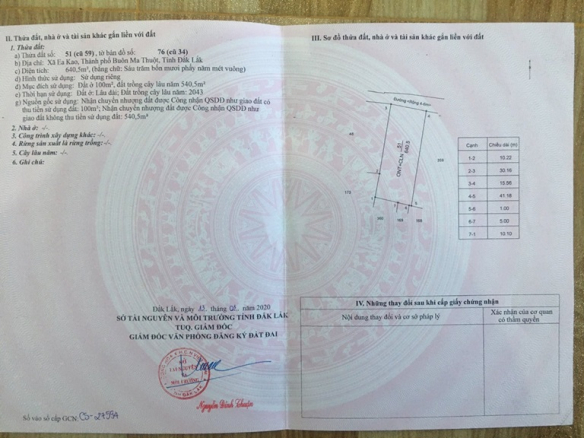 II. Thửa đất, nhà ở và tài sản khác gắn liền với đất
1. Thửa đất:
a) Thửa đất số: 51 (cũ 59), tờ bản đồ số: 76 (cũ 34)
b) Địa chỉ: Xã Ea Kao, Thành phố Buôn Ma Thuột, Tỉnh Đắk Lắk
c) Diện tích: 640,5m², (bằng chữ: Sáu trăm bốn mươi phẩy năm mét vuông)
d) Hình thức sử dụng: Sử dụng riêng
đ) Mục đích sử dụng: Đất ở 100m², đất trồng cây lâu năm 540,5m²
e) Thời hạn sử dụng: Đất ở: Lâu dài; Đất trồng cây lâu năm: 2043
g) Nguồn gốc sử dụng: Nhận chuyển nhượng đất được Công nhận QSDĐ như giao đất có
thu tiền sử dụng đất: 100m²; Nhận chuyển nhượng đất được Công nhận QSDĐ như
giao đất không thu tiền sử dụng đất: 540,5m²
2. Nhà ở: -/-
3. Công trình xây dựng khác: -/-
4. Rừng sản xuất là rừng trồng: -/-
5. Cây lâu năm: -/-
6. Ghi chú:
Đắk Lắk, ngày tháng năm 2020
SỞ TÀI NGUYÊN VÀ MÔI TRƯỜNG TỈNH ĐẮK LẮK
TUQ. GIÁM ĐỐC
GIÁM ĐỐC VĂN PHÒNG ĐĂNG KÝ ĐẤT ĐAI
Nguyễn Đình Thuận
Số vào sổ cấp GCN:
III. Sơ đồ thửa đất, nhà ở và tài sản khác gắn liền với đất
ONT+CLN 51
640.5
Cạnh Chiều dài (m)
1-2 10.22
2-3 20.16
3-4 15.56
4-5 41.18
5-6 1.00
6-7 5.00
7-1 19.10
IV. Những thay đổi sau khi cấp giấy chứng nhận
Nội dung thay đổi và cơ sở pháp lý
Xác nhận của cơ quan
có thẩm quyền